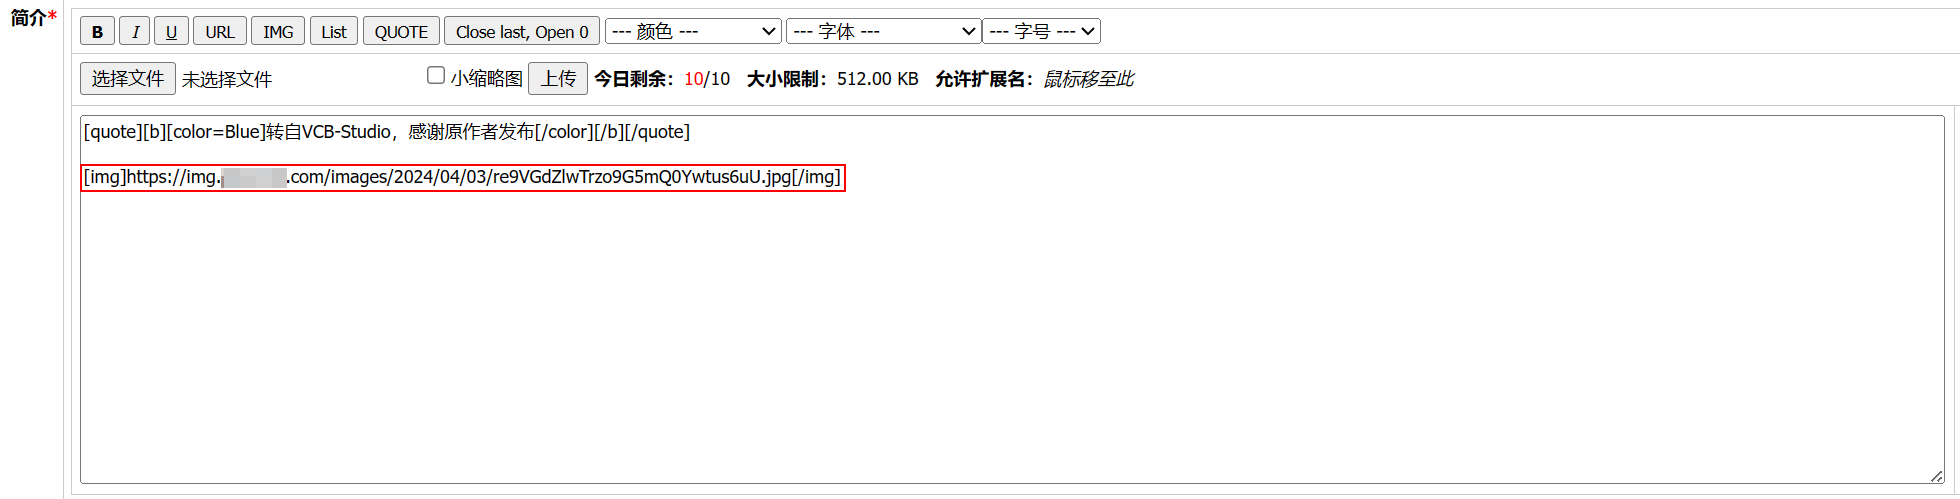 简介*
B I U URL IMG List QUOTE Close last, Open 0 --- 颜色 --- --- 字体 --- --- 字号 ---
选择文件 未选择文件 小缩略图 上传 今日剩余：10/10 大小限制：512.00 KB 允许扩展名：鼠标移至此
[quote][b][color=Blue]转自VCB-Studio，感谢原作者发布[/color][/b][/quote]
[img]https://img. .com/images/2024/04/03/re9VGdZlwTrzo9G5mQ0Ywtus6uU.jpg[/img]